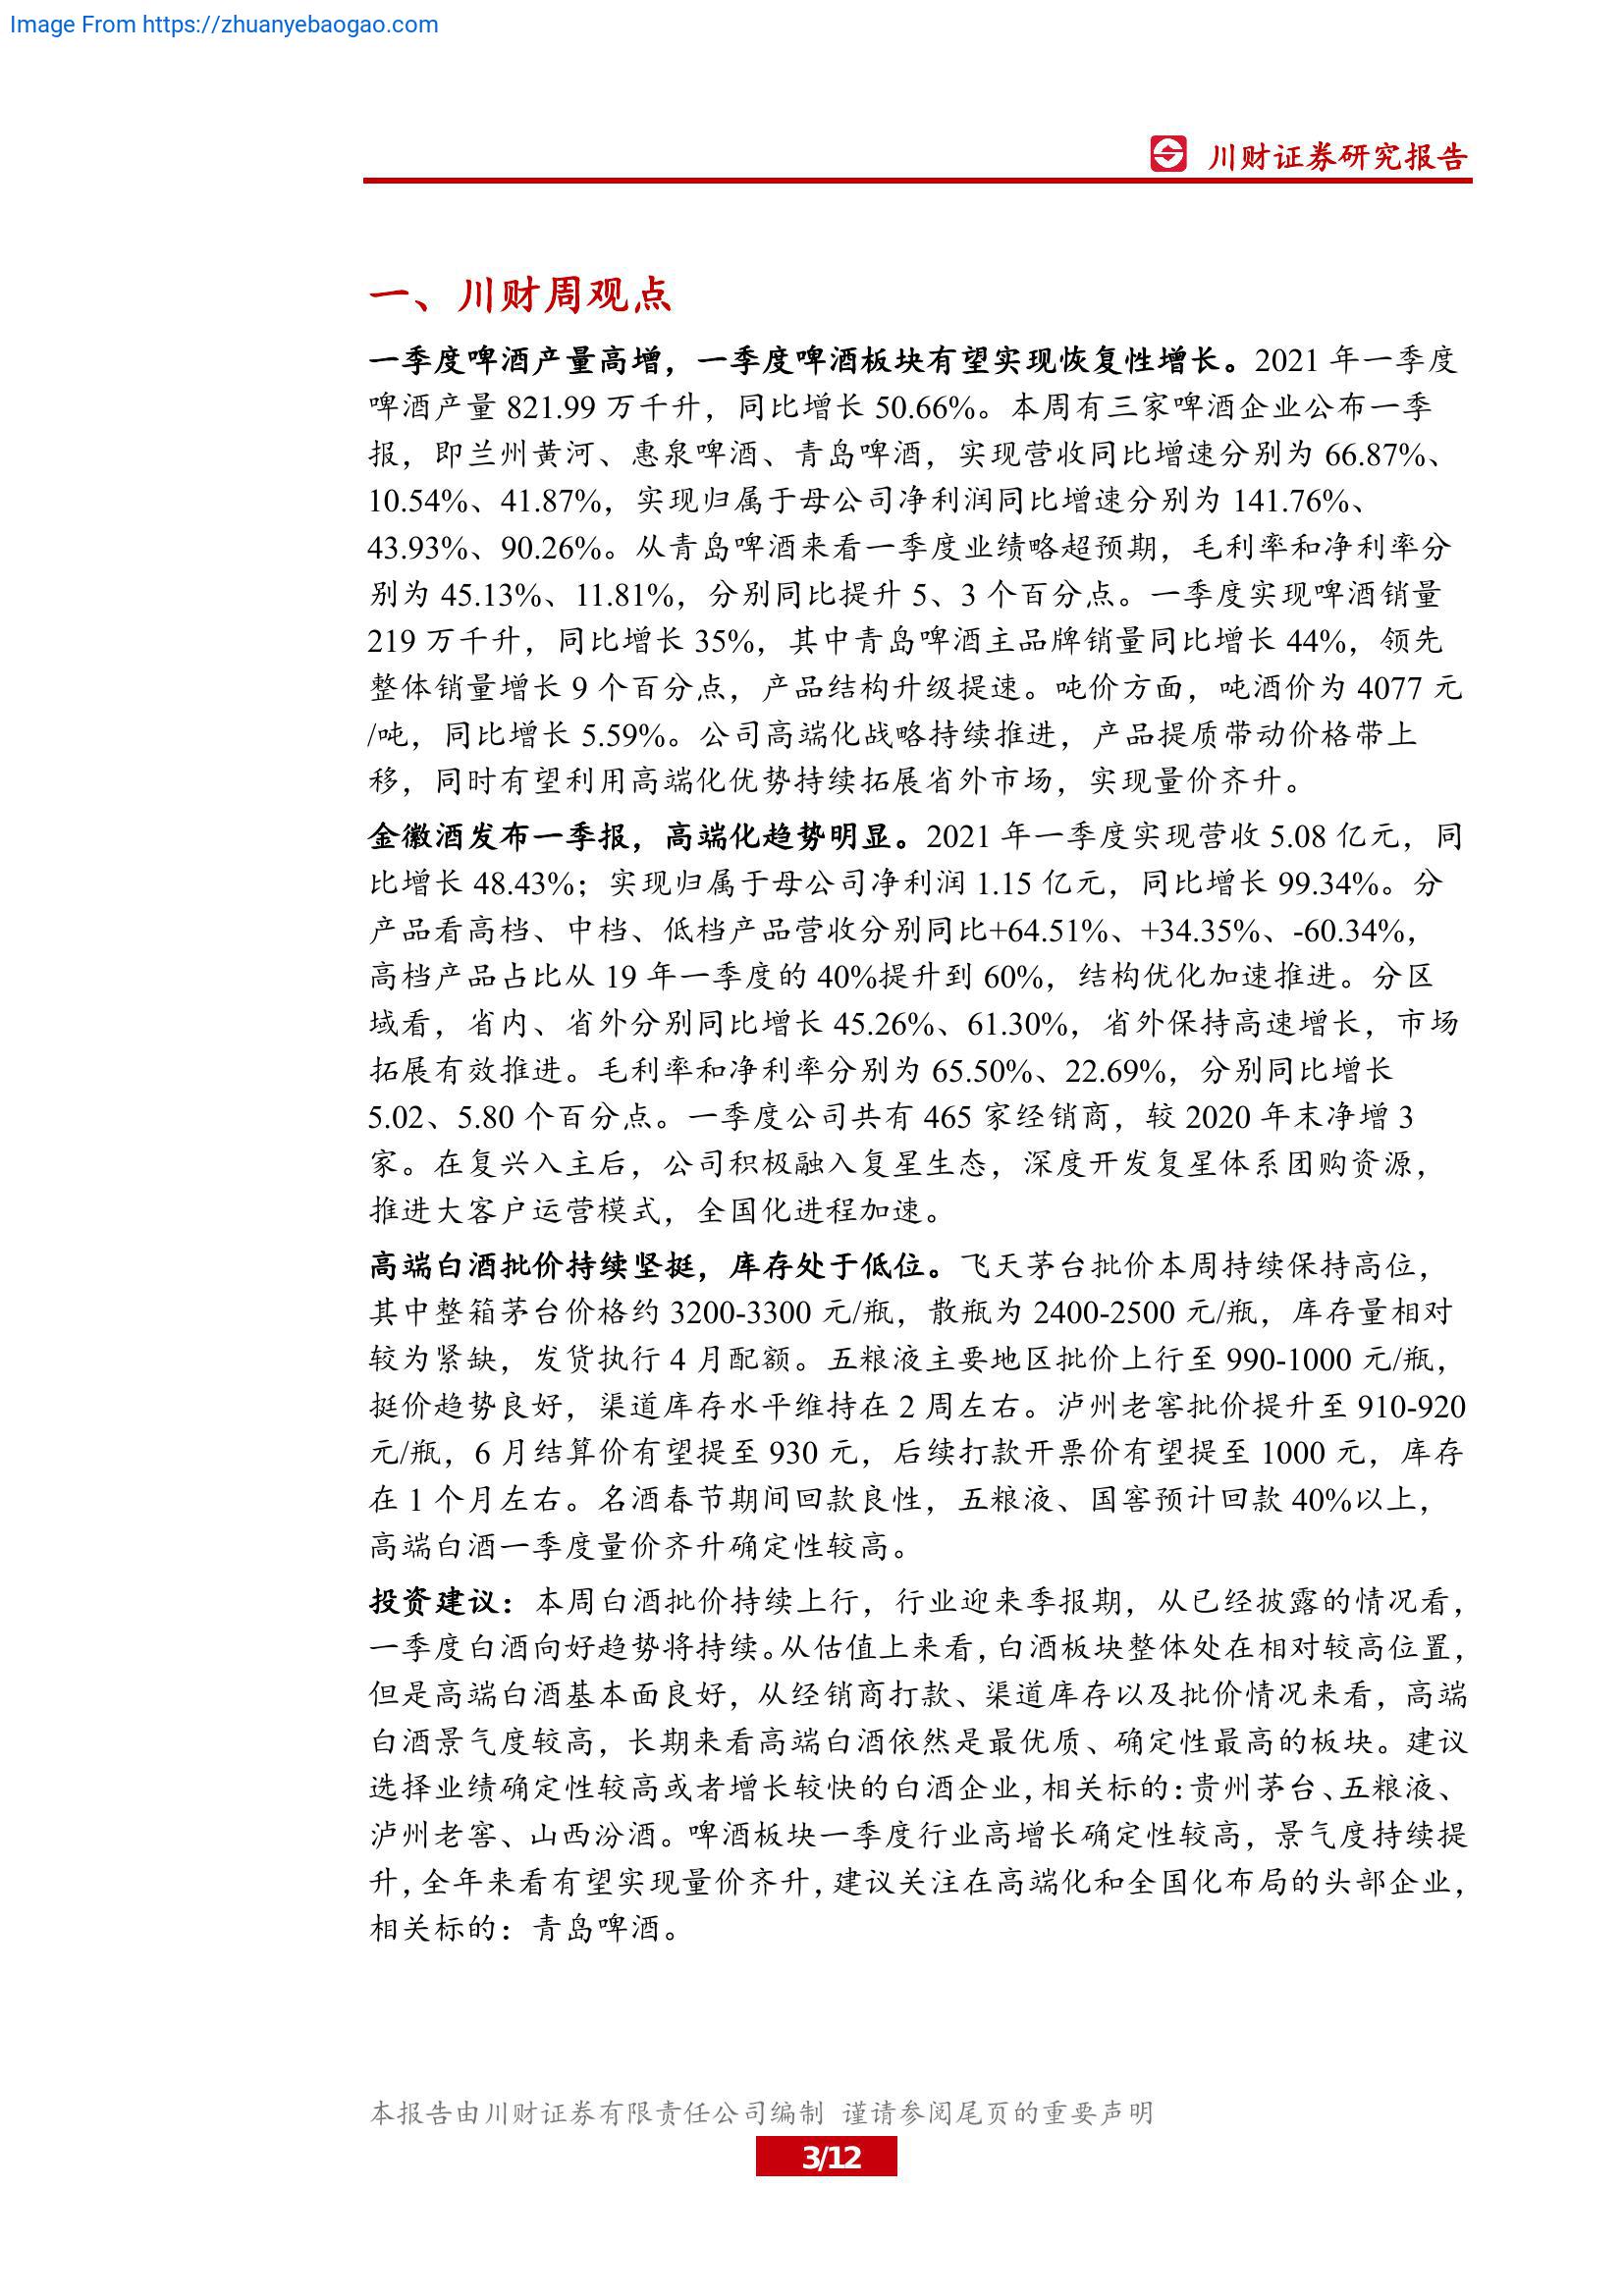 Image From https://zhuanyebaogao.com
川财证券研究报告
一、川财周观点
一季度啤酒产量高增，一季度啤酒板块有望实现恢复性增长。2021 年一季度
啤酒产量 821.99 万千升，同比增长 50.66%。本周有三家啤酒企业公布一季
报，即兰州黄河、惠泉啤酒、青岛啤酒，实现营收同比增速分别为 66.87%、
10.54%、41.87%，实现归属于母公司净利润同比增速分别为 141.76%、
43.93%、90.26%。从青岛啤酒来看一季度业绩略超预期，毛利率和净利率分
别为 45.13%、11.81%，分别同比提升 5、3 个百分点。一季度实现啤酒销量
219 万千升，同比增长 35%，其中青岛啤酒主品牌销量同比增长 44%，领先
整体销量增长 9 个百分点，产品结构升级提速。吨价方面，吨酒价为 4077 元
/吨，同比增长 5.59%。公司高端化战略持续推进，产品提质带动价格带上
移，同时有望利用高端化优势持续拓展省外市场，实现量价齐升。
金徽酒发布一季报，高端化趋势明显。2021 年一季度实现营收 5.08 亿元，同
比增长 48.43%；实现归属于母公司净利润 1.15 亿元，同比增长 99.34%。分
产品看高档、中档、低档产品营收分别同比+64.51%、+34.35%、-60.34%，
高档产品占比从 19 年一季度的 40%提升到 60%，结构优化加速推进。分区
域看，省内、省外分别同比增长 45.26%、61.30%，省外保持高速增长，市场
拓展有效推进。毛利率和净利率分别为 65.50%、22.69%，分别同比增长
5.02、5.80 个百分点。一季度公司共有 465 家经销商，较 2020 年末净增 3
家。在复兴入主后，公司积极融入复星生态，深度开发复星体系团购资源，
推进大客户运营模式，全国化进程加速。
高端白酒批价持续坚挺，库存处于低位。飞天茅台批价本周持续保持高位，
其中整箱茅台价格约 3200-3300 元/瓶，散瓶为 2400-2500 元/瓶，库存量相对
较为紧缺，发货执行 4 月配额。五粮液主要地区批价上行至 990-1000 元/瓶，
挺价趋势良好，渠道库存水平维持在 2 周左右。泸州老窖批价提升至 910-920
元/瓶，6 月结算价有望提至 930 元，后续打款开票价有望提至 1000 元，库存
在 1 个月左右。名酒春节期间回款良性，五粮液、国窖预计回款 40%以上，
高端白酒一季度量价齐升确定性较高。
投资建议：本周白酒批价持续上行，行业迎来季报期，从已经披露的情况看，
一季度白酒向好趋势将持续。从估值上来看，白酒板块整体处在相对较高位置，
但是高端白酒基本面良好，从经销商打款、渠道库存以及批价情况来看，高端
白酒景气度较高，长期来看高端白酒依然是最优质、确定性最高的板块。建议
选择业绩确定性较高或者增长较快的白酒企业，相关标的：贵州茅台、五粮液、
泸州老窖、山西汾酒。啤酒板块一季度行业高增长确定性较高，景气度持续提
升，全年来看有望实现量价齐升，建议关注在高端化和全国化布局的头部企业，
相关标的：青岛啤酒。
本报告由川财证券有限责任公司编制 谨请参阅尾页的重要声明
3/12